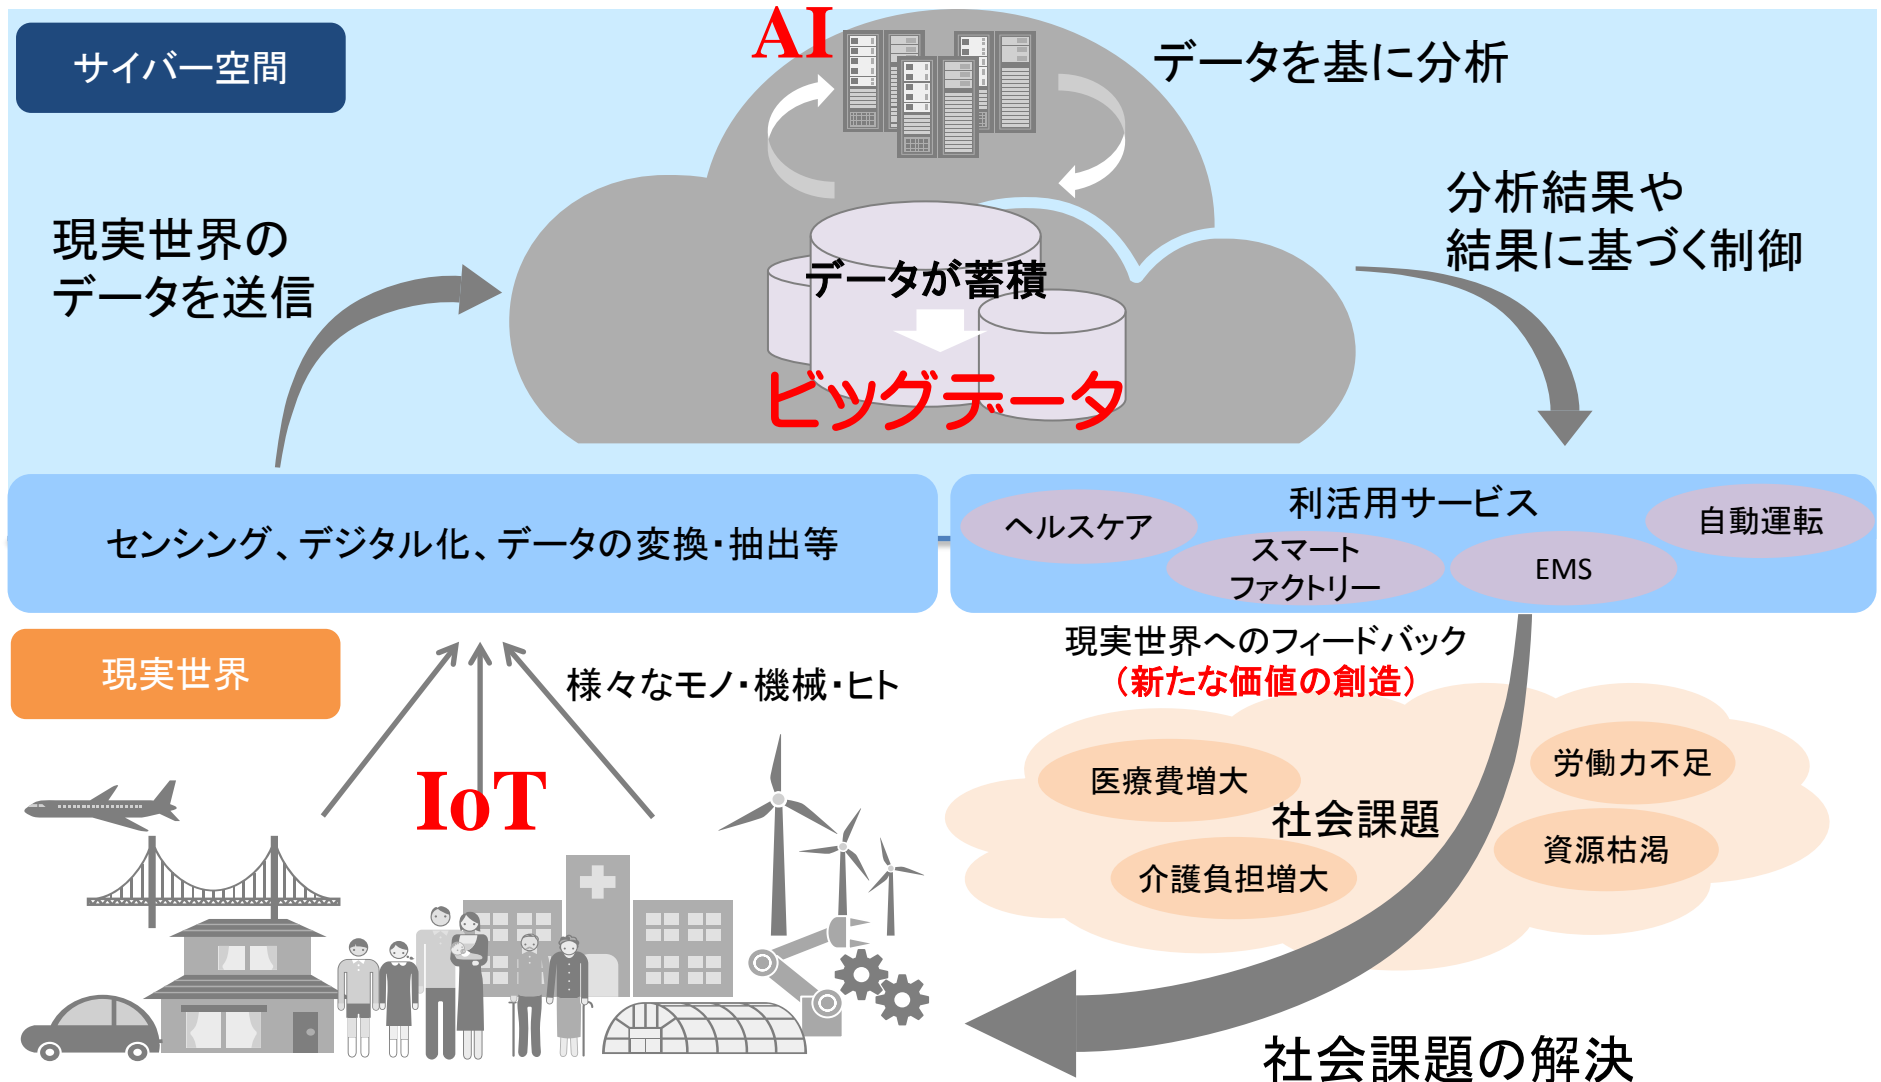 サイバー空間
AI
データを基に分析
現実世界の
データを送信
分析結果や
結果に基づく制御
データが蓄積
ビッグデータ
センシング、デジタル化、データの変換・抽出等
利活用サービス
ヘルスケア
スマート
ファクトリー
EMS
自動運転
現実世界
様々なモノ・機械・ヒト
IoT
現実世界へのフィードバック
（新たな価値の創造）
医療費増大
労働力不足
社会課題
資源枯渇
介護負担増大
社会課題の解決